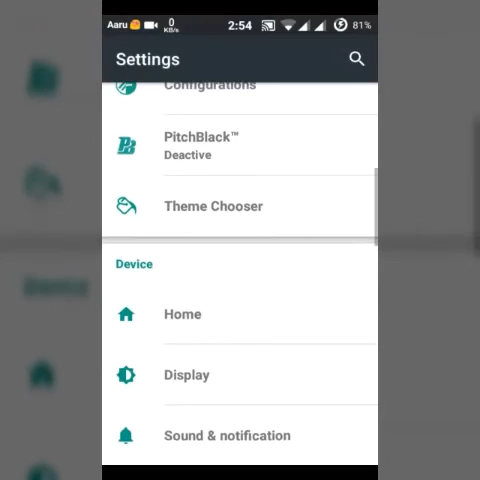 Aaru 0 KB/s 2:54 81%
Settings
Configurations
PitchBlack™
Deactive
Theme Chooser
Device
Home
Display
Sound & notification